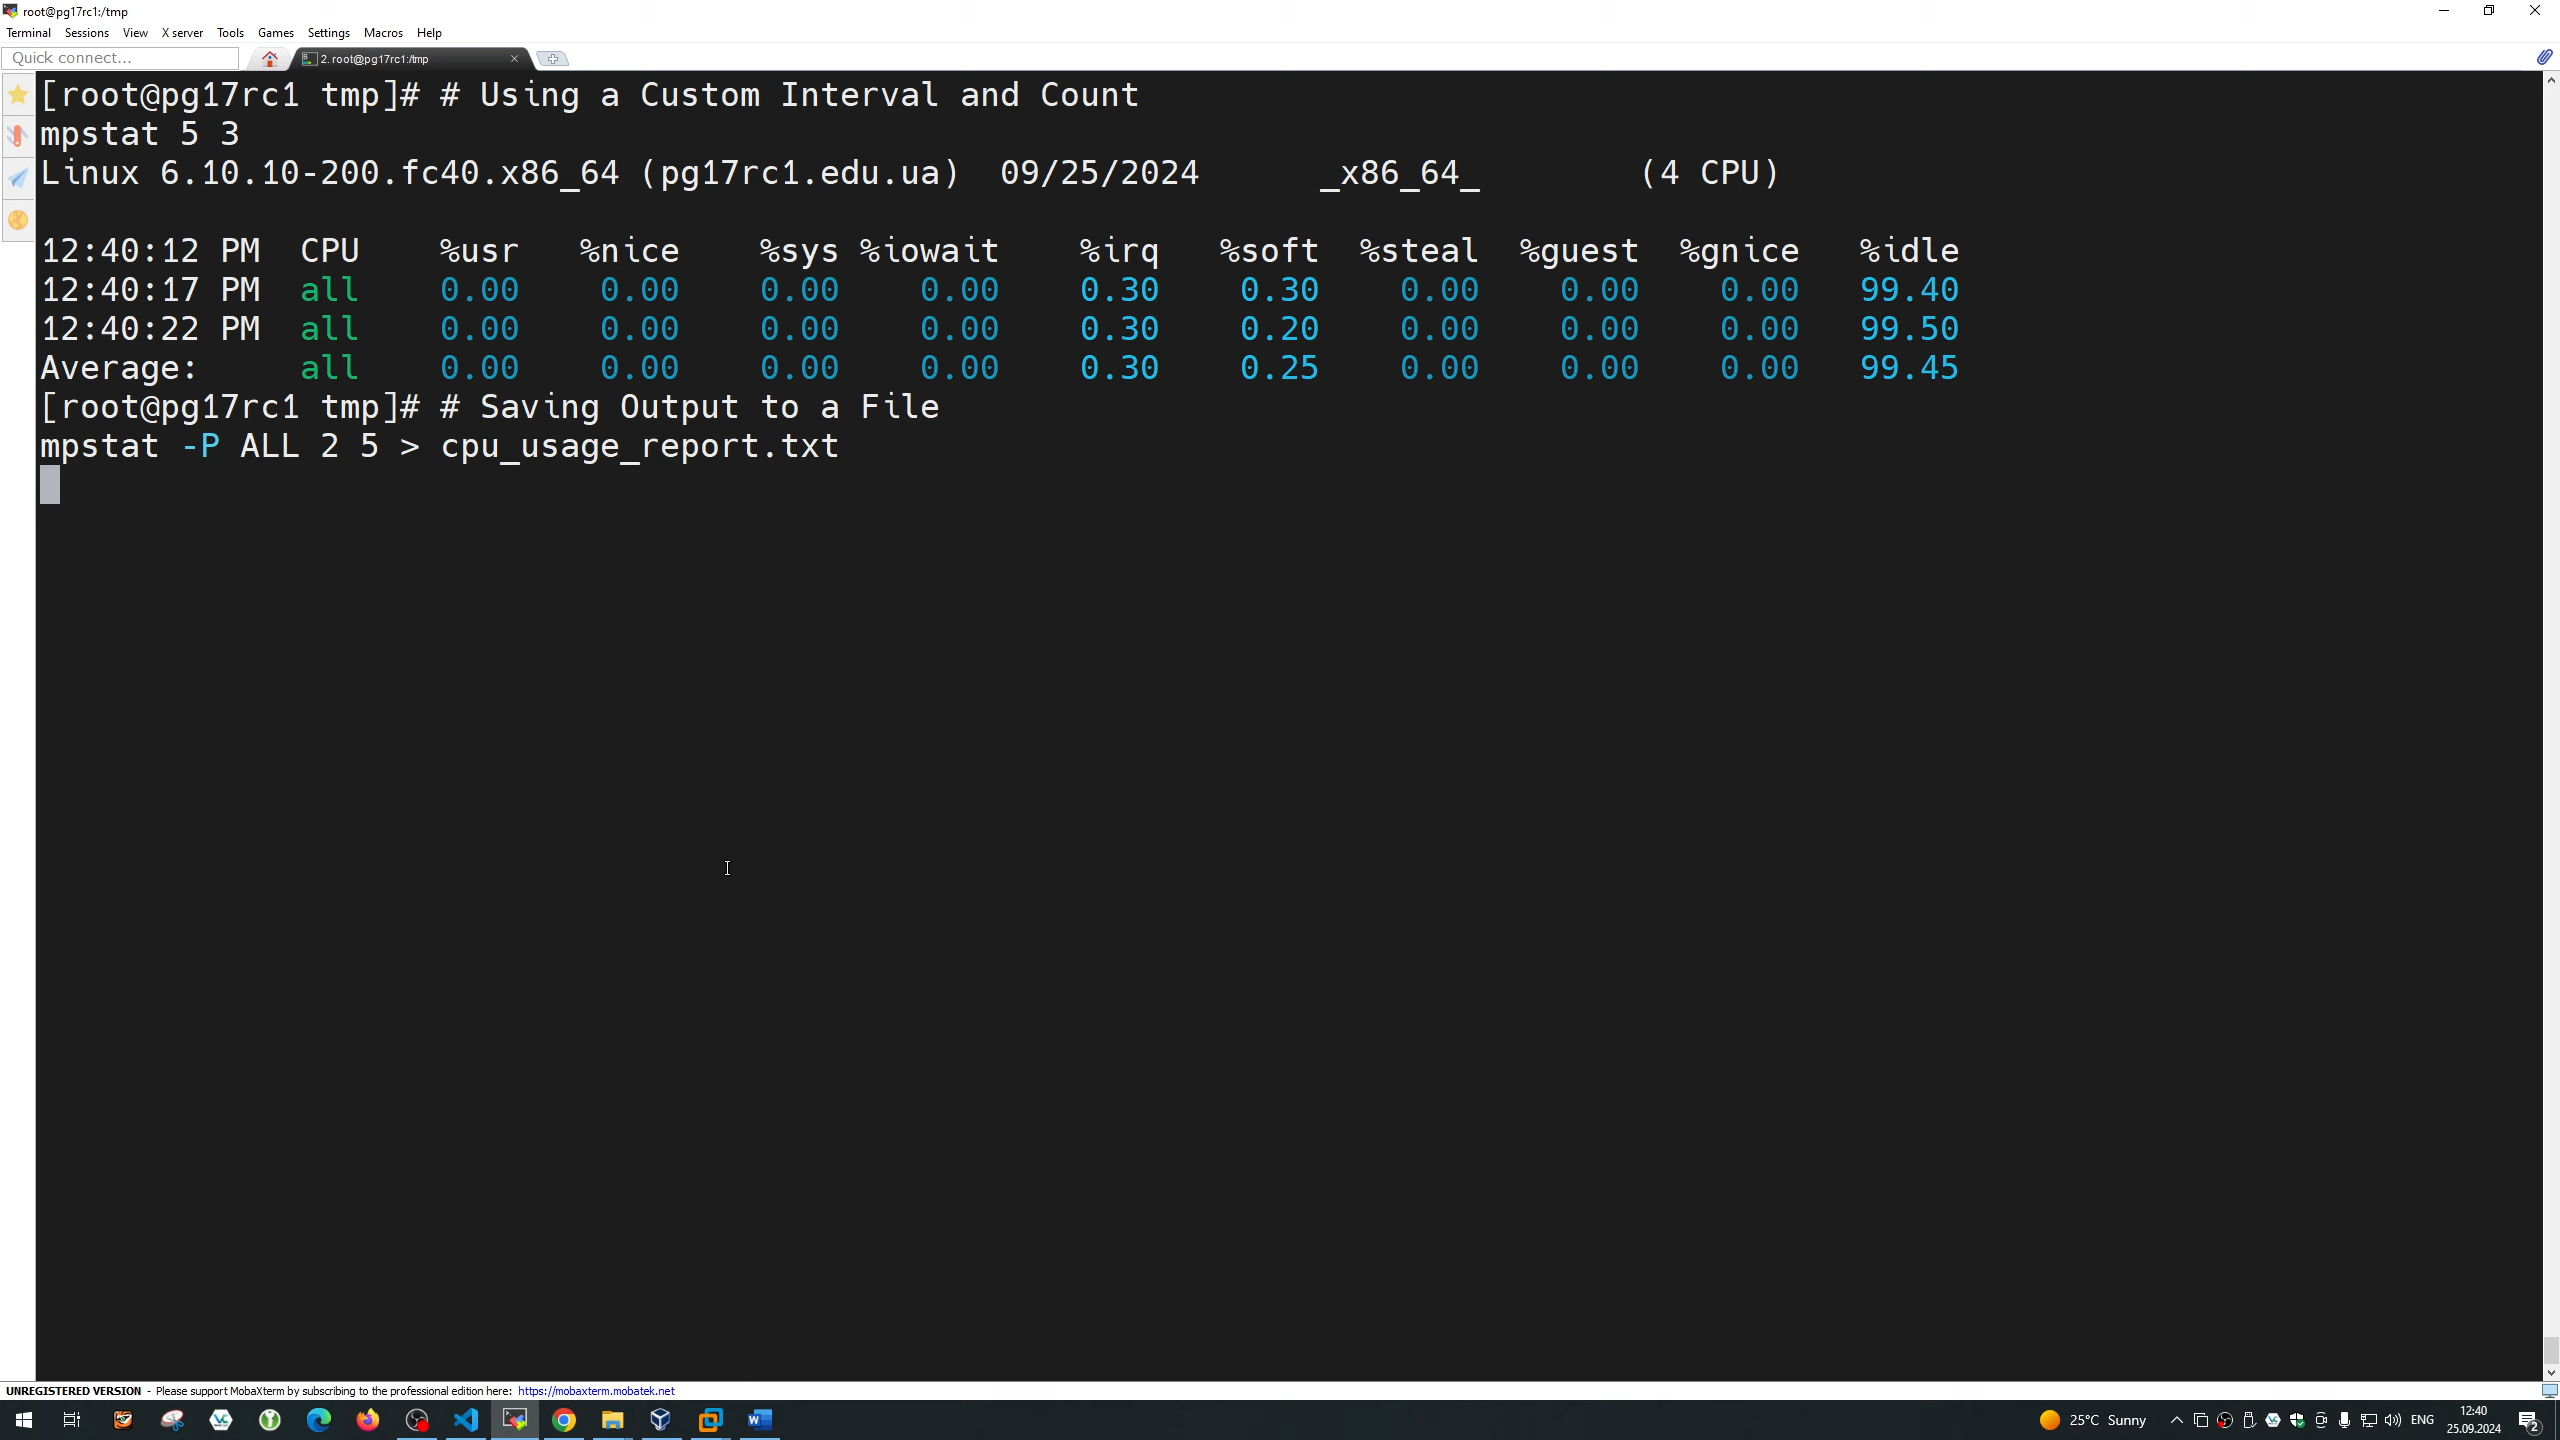 root@pg17rc1:/tmp
Terminal Sessions View X server Tools Games Settings Macros Help
Quick connect... 2. root@pg17rc1:/tmp
[root@pg17rc1 tmp]# # Using a Custom Interval and Count
mpstat 5 3
Linux 6.10.10-200.fc40.x86_64 (pg17rc1.edu.ua) 09/25/2024 _x86_64_ (4 CPU)
12:40:12 PM CPU %usr %nice %sys %iowait %irq %soft %steal %guest %gnice %idle
12:40:17 PM all 0.00 0.00 0.00 0.00 0.30 0.30 0.00 0.00 0.00 99.40
12:40:22 PM all 0.00 0.00 0.00 0.00 0.30 0.20 0.00 0.00 0.00 99.50
Average: all 0.00 0.00 0.00 0.00 0.30 0.25 0.00 0.00 0.00 99.45
[root@pg17rc1 tmp]# # Saving Output to a File
mpstat -P ALL 2 5 > cpu_usage_report.txt
UNREGISTERED VERSION - Please support MobaXterm by subscribing to the professional edition here: https://mobaxterm.mobatek.net
25°C Sunny ENG 12:40
25.09.2024 2